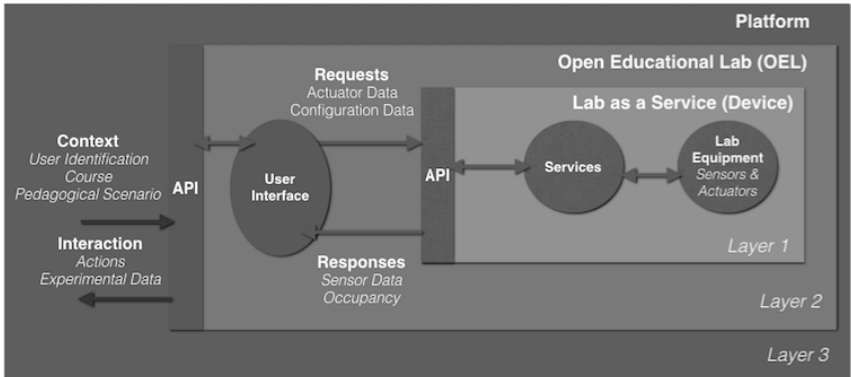 Platform
Open Educational Lab (OEL)
Requests
Actuator Data
Configuration Data
Lab as a Service (Device)
Context
User Identification
Course
Pedagogical Scenario
API
User
Interface
API
Services
Lab
Equipment
Sensors &
Actuators
Interaction
Actions
Experimental Data
Responses
Sensor Data
Occupancy
Layer 1
Layer 2
Layer 3